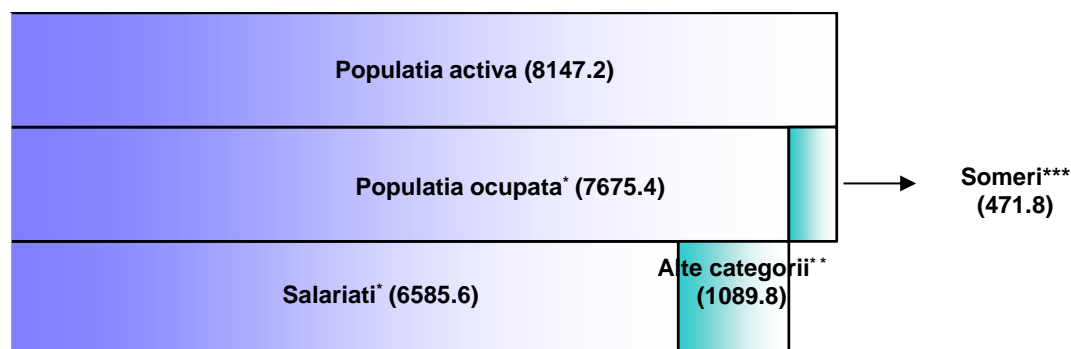 Populatia activa (8147.2)
Populatia ocupata* (7675.4)
Someri***
(471.8)
Alte categorii**
(1089.8)
Salariati* (6585.6)